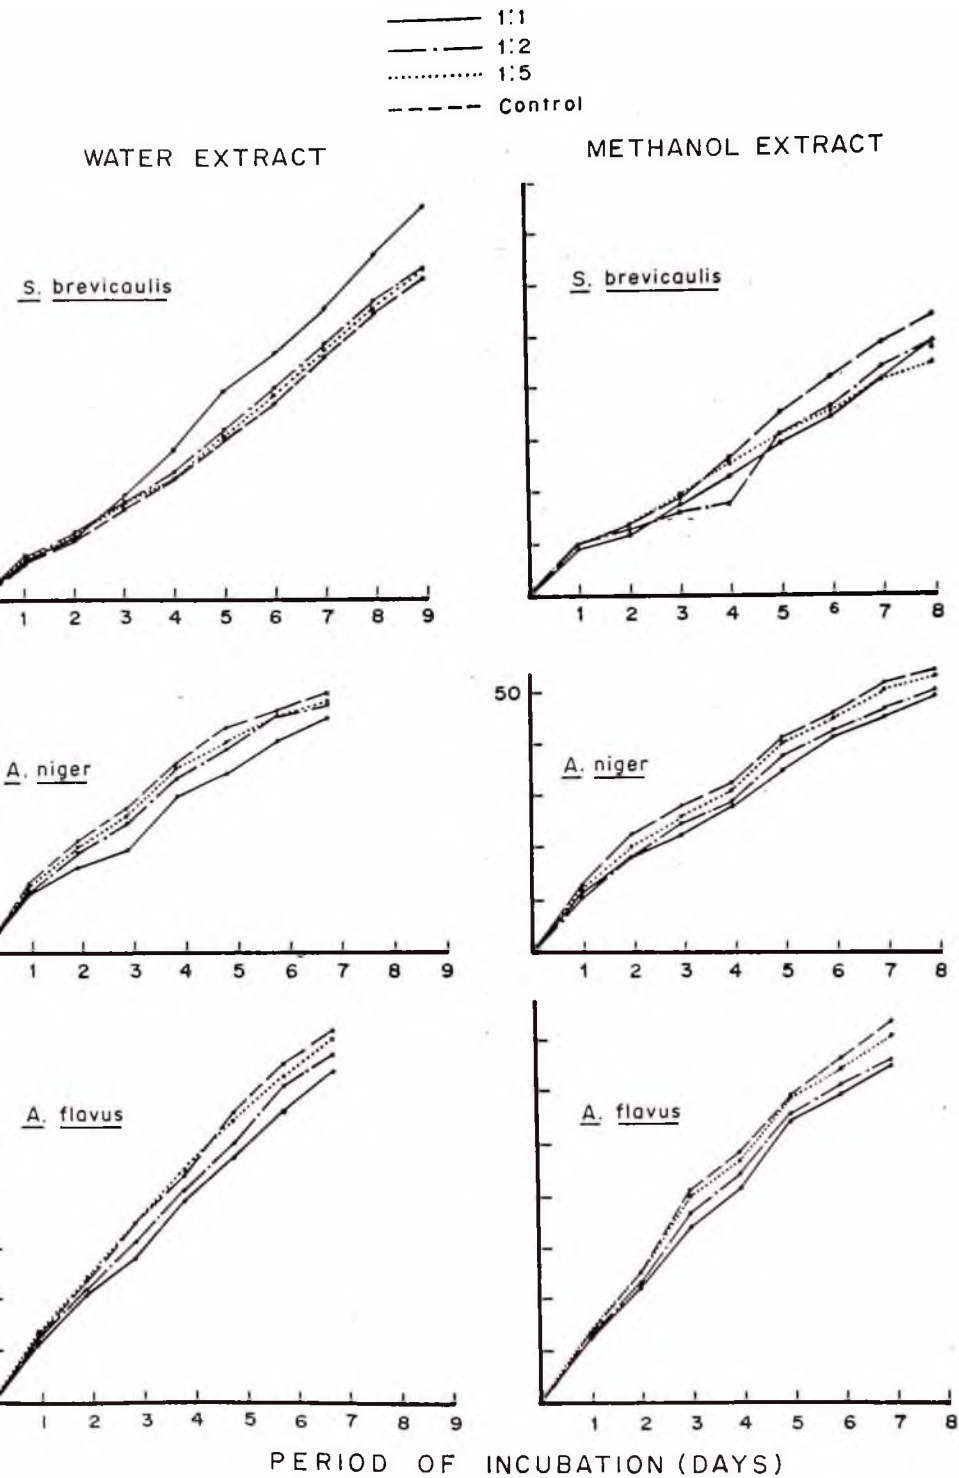 1:1
1:2
1:5
Control
WATER EXTRACT
METHANOL EXTRACT
S. brevicaulis
S. brevicaulis
1 2 3 4 5 6 7 8 9
1 2 3 4 5 6 7 8
50
A. niger
A. niger
1 2 3 4 5 6 7 8 9
1 2 3 4 5 6 7 8
A. flavus
A. flavus
1 2 3 4 5 6 7 8 9
1 2 3 4 5 6 7 8
PERIOD OF INCUBATION (DAYS)